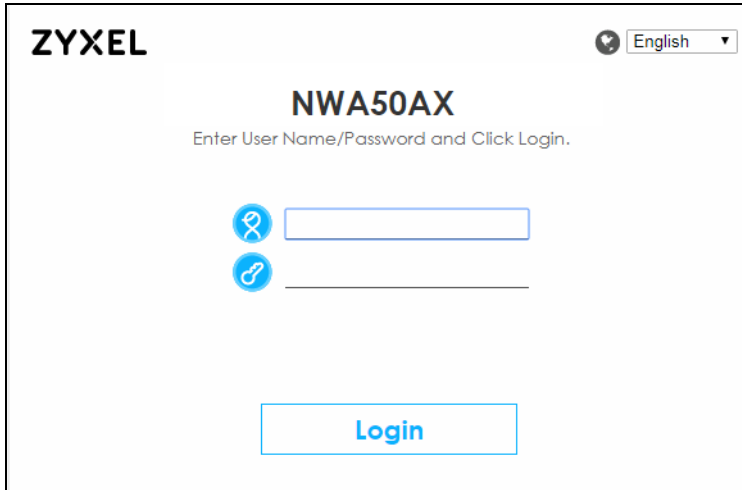 ZYXEL
English
NWA50AX
Enter User Name/Password and Click Login.
Login